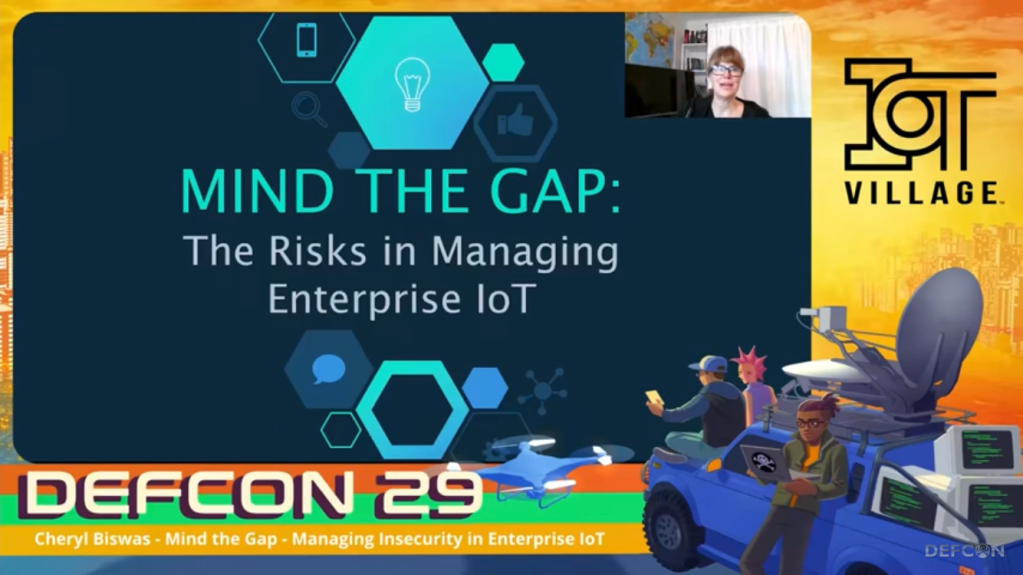 MIND THE GAP:
The Risks in Managing
Enterprise IoT
IOT
VILLAGE™
DEFCON 29
Cheryl Biswas - Mind the Gap - Managing Insecurity in Enterprise IoT
DEFCON